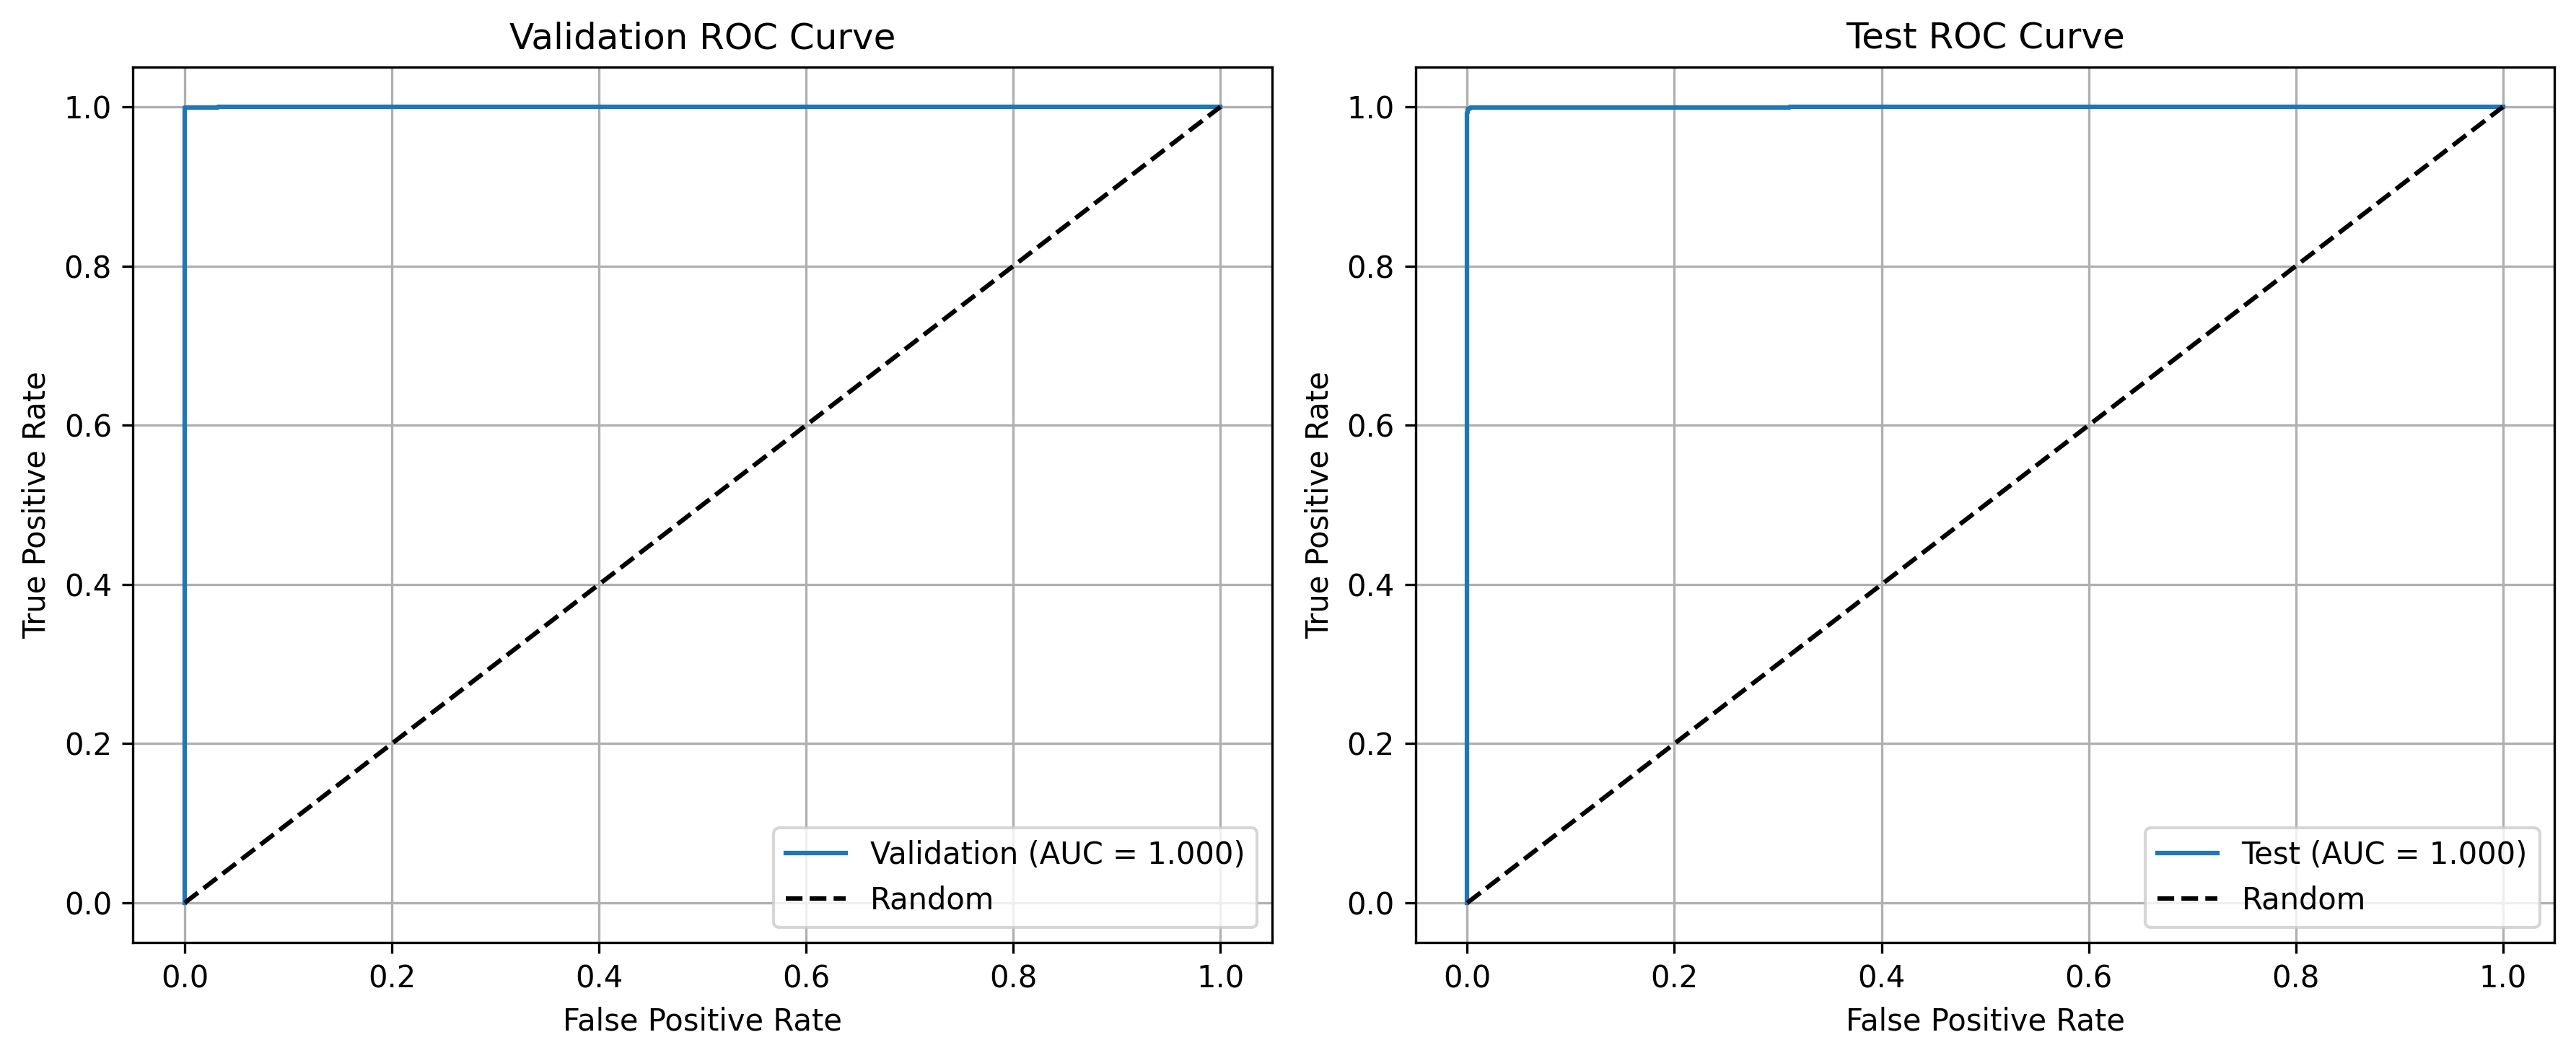 Validation ROC Curve
1.0
0.8
0.6
0.4
0.2
0.0
True Positive Rate
0.0 0.2 0.4 0.6 0.8 1.0
False Positive Rate
Validation (AUC = 1.000)
Random
Test ROC Curve
1.0
0.8
0.6
0.4
0.2
0.0
True Positive Rate
0.0 0.2 0.4 0.6 0.8 1.0
False Positive Rate
Test (AUC = 1.000)
Random